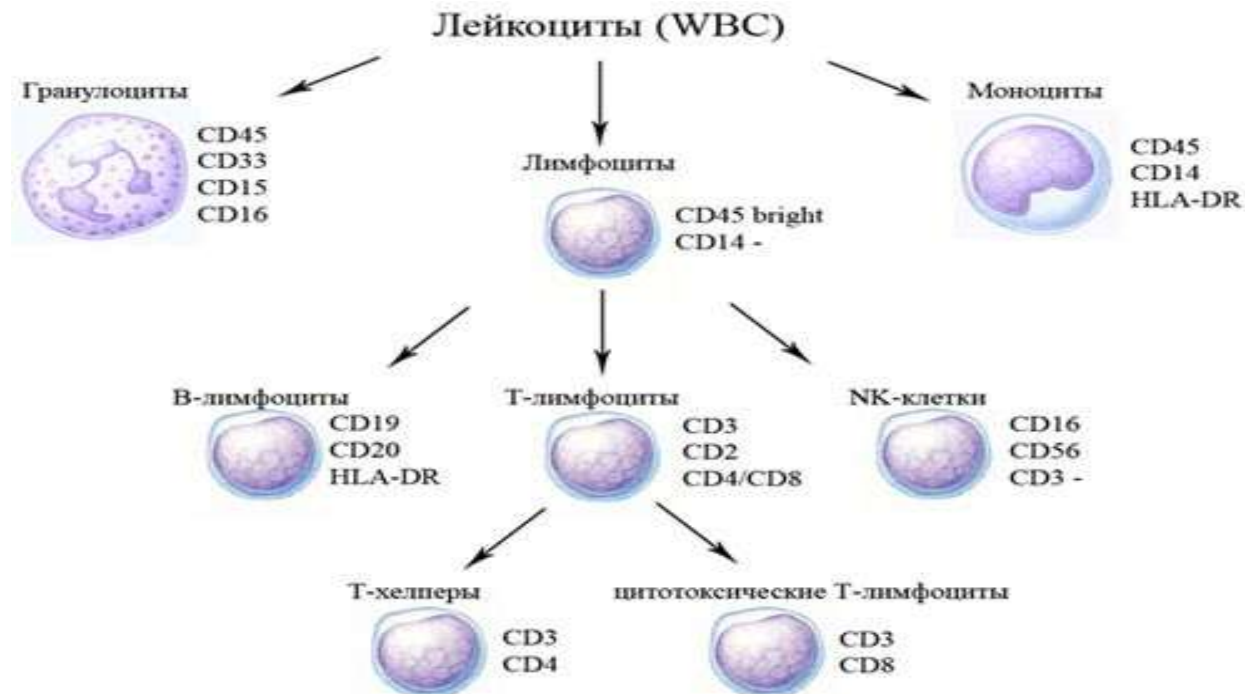 Лейкоциты (WBC)
Гранулоциты
CD45
CD33
CD15
CD16
Лимфоциты
CD45 bright
CD14 -
Моноциты
CD45
CD14
HLA-DR
В-лимфоциты
CD19
CD20
HLA-DR
Т-лимфоциты
CD3
CD2
CD4/CD8
NK-клетки
CD16
CD56
CD3 -
Т-хелперы
CD3
CD4
цитотоксические Т-лимфоциты
CD3
CD8